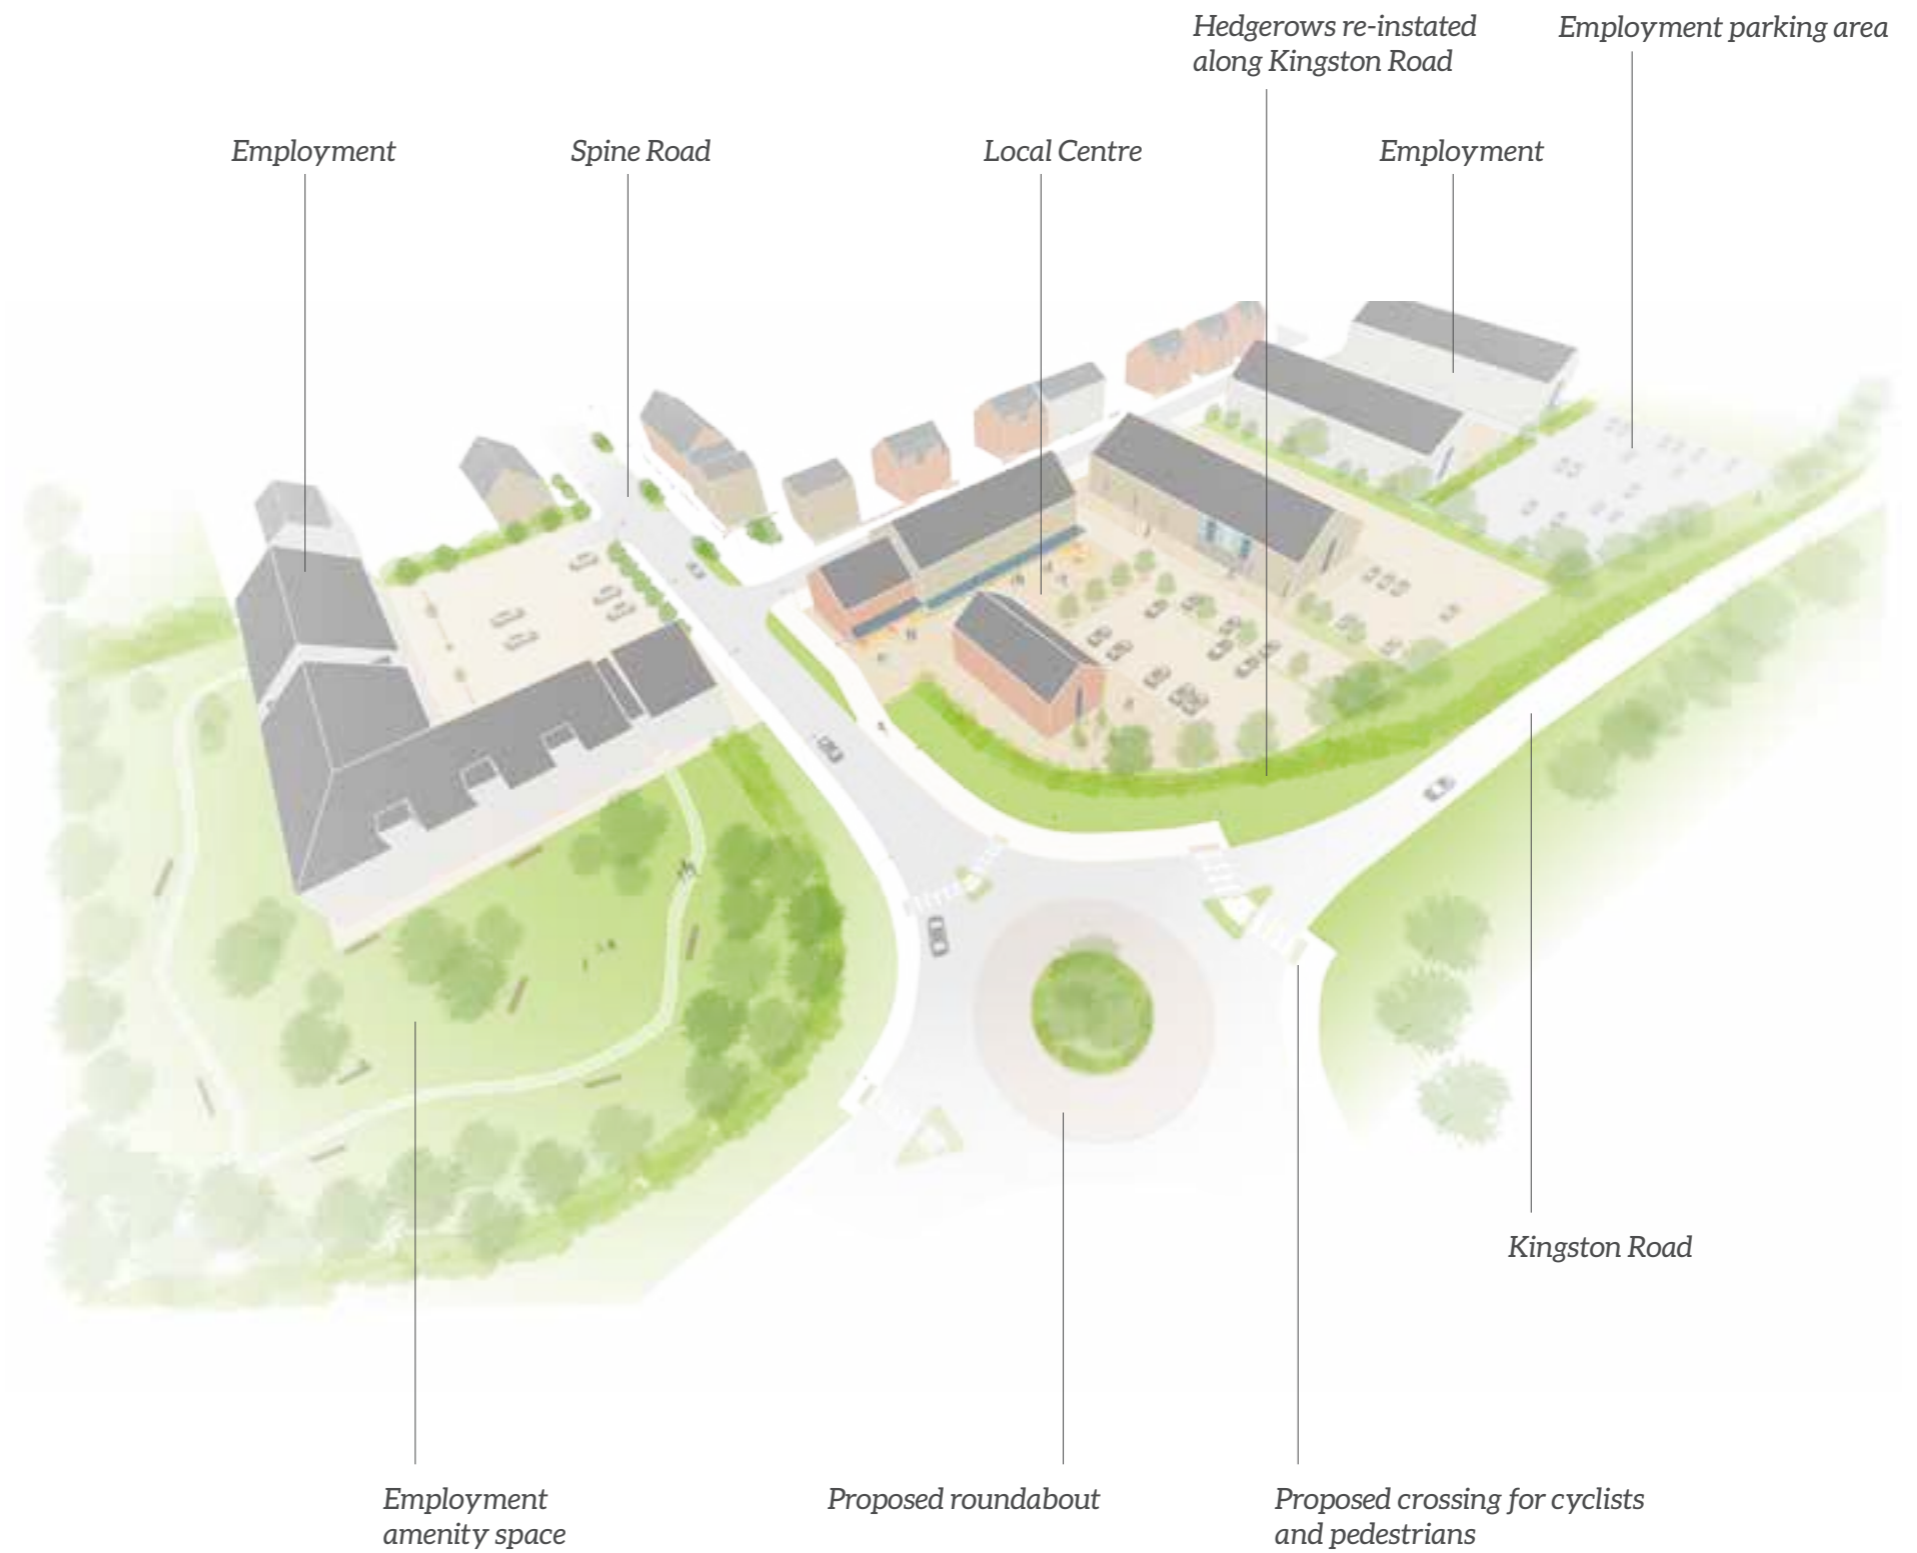 Hedgerows re-instated
along Kingston Road
Employment parking area
Employment
Spine Road
Local Centre
Employment
Kingston Road
Employment
amenity space
Proposed roundabout
Proposed crossing for cyclists
and pedestrians